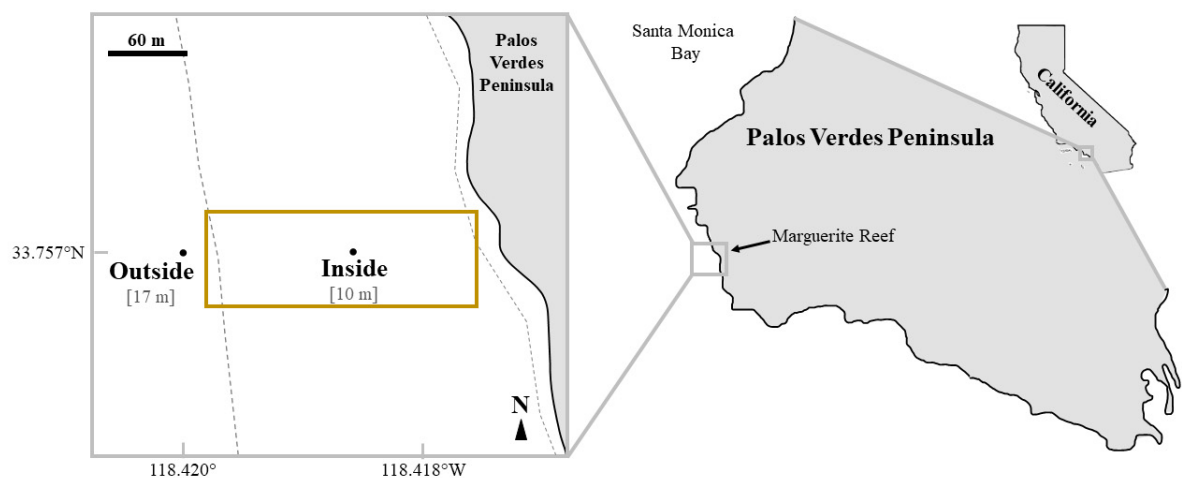 60 m
Palos
Verdes
Peninsula
33.757°N
Outside
[17 m]
Inside
[10 m]
N
118.420°
118.418°W
Santa Monica
Bay
Palos Verdes Peninsula
Marguerite Reef
California